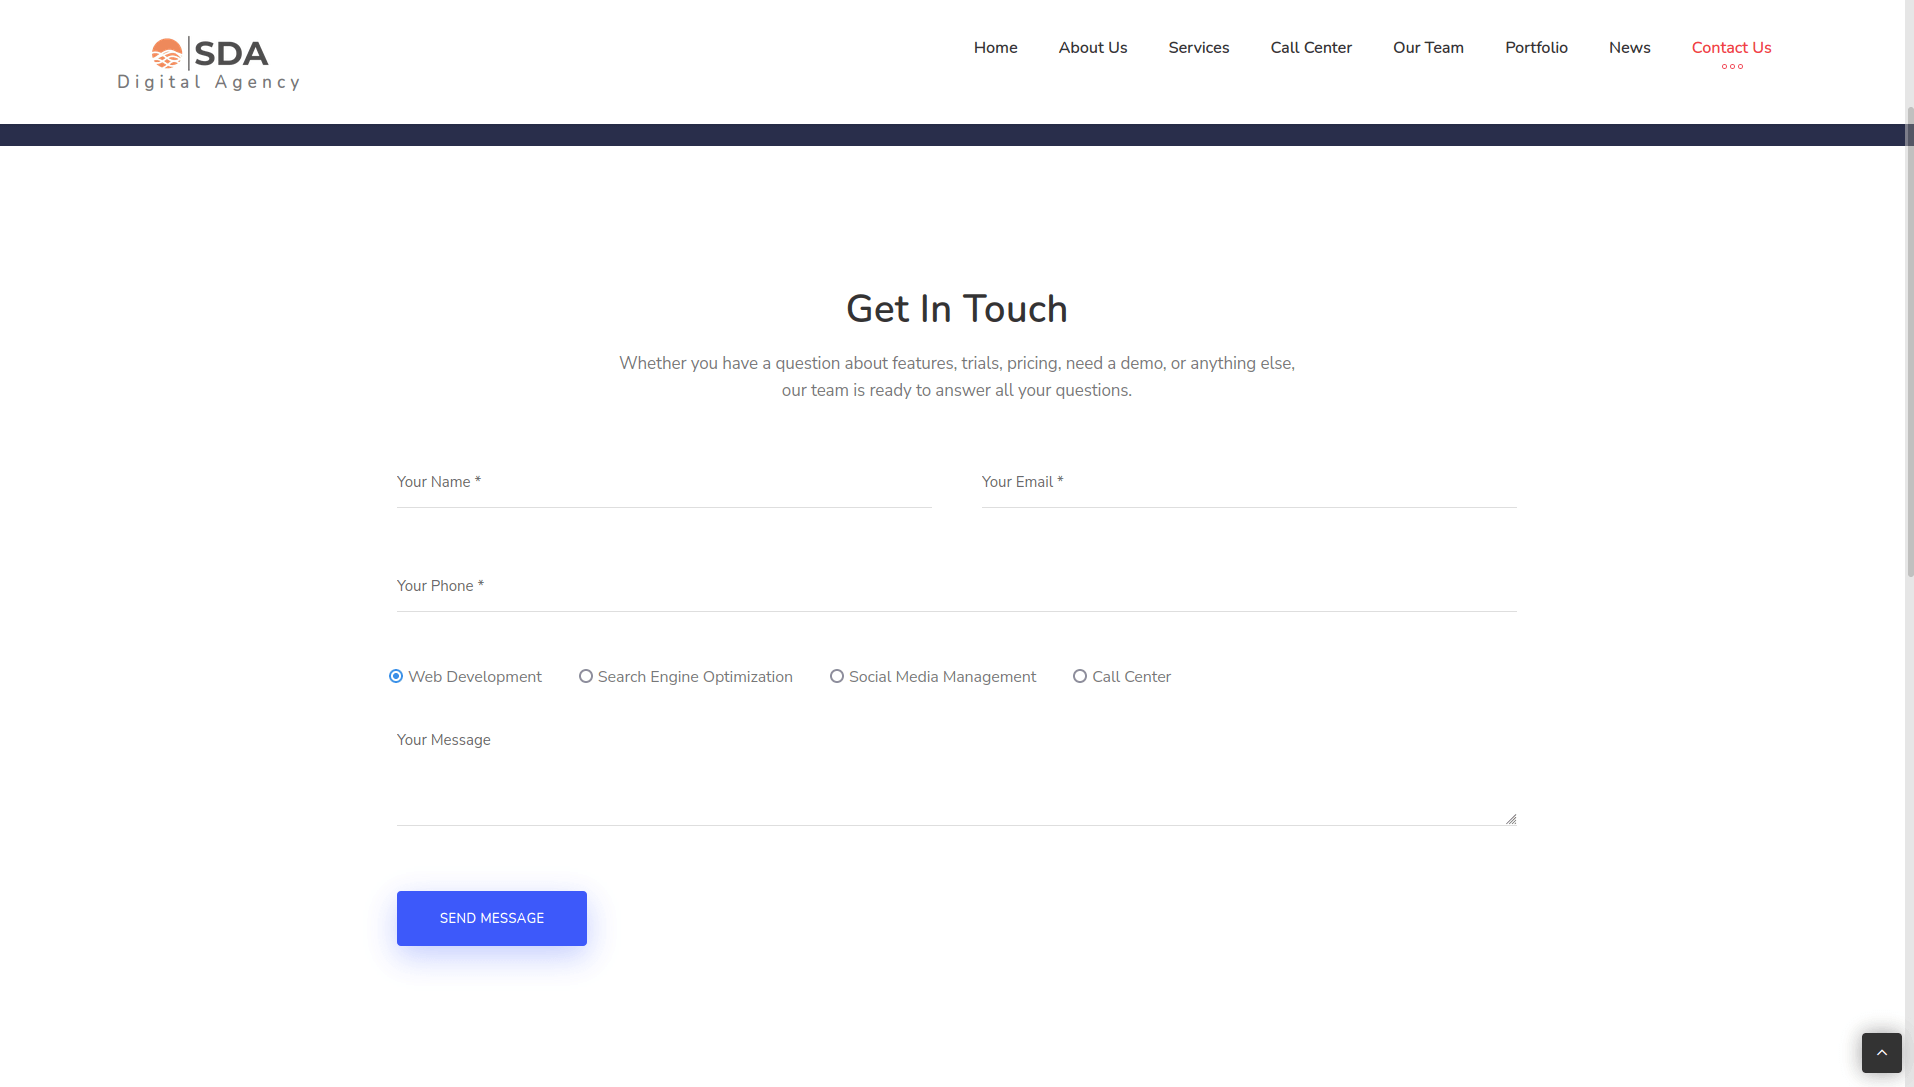 SDA
Digital Agency
Home About Us Services Call Center Our Team Portfolio News Contact Us
Get In Touch
Whether you have a question about features, trials, pricing, need a demo, or anything else,
our team is ready to answer all your questions.
Your Name * Your Email *
Your Phone *
Web Development Search Engine Optimization Social Media Management Call Center
Your Message
SEND MESSAGE